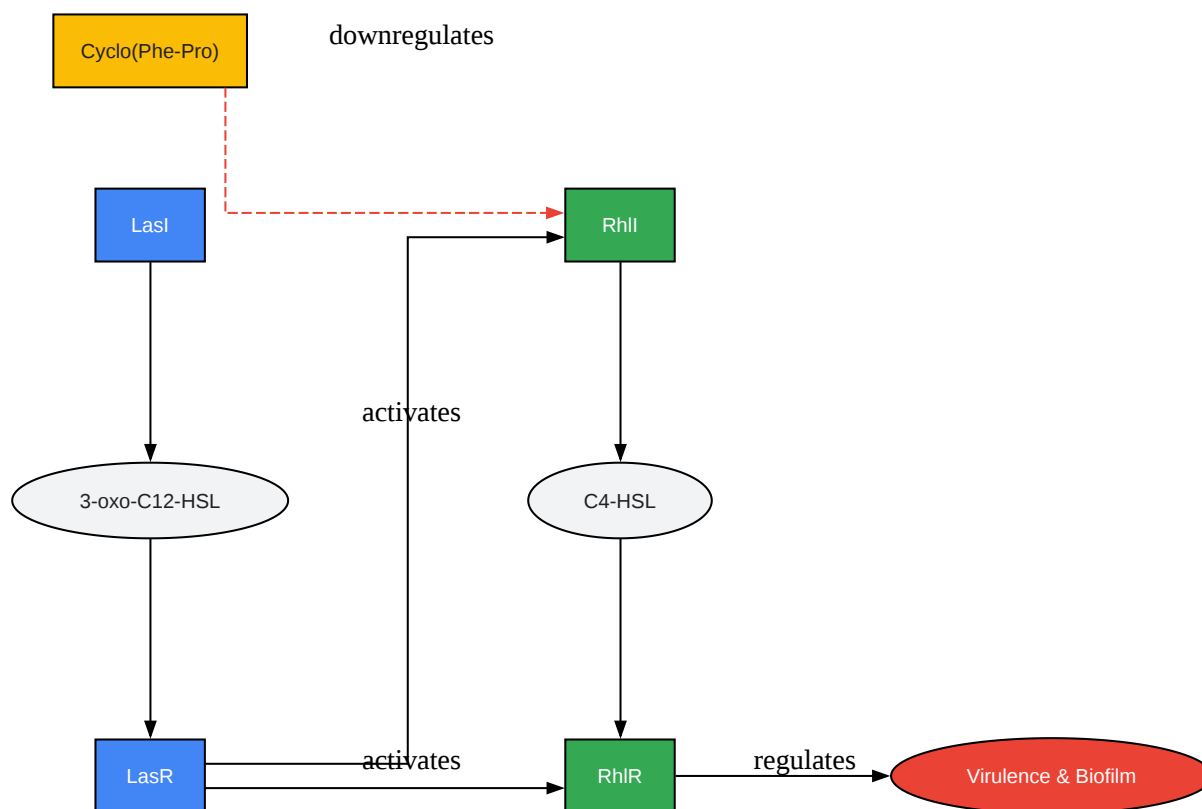 Cyclo(Phe-Pro)
downregulates
LasI
RhlI
activates
3-oxo-C12-HSL
C4-HSL
LasR
activates
RhlR
regulates
Virulence & Biofilm